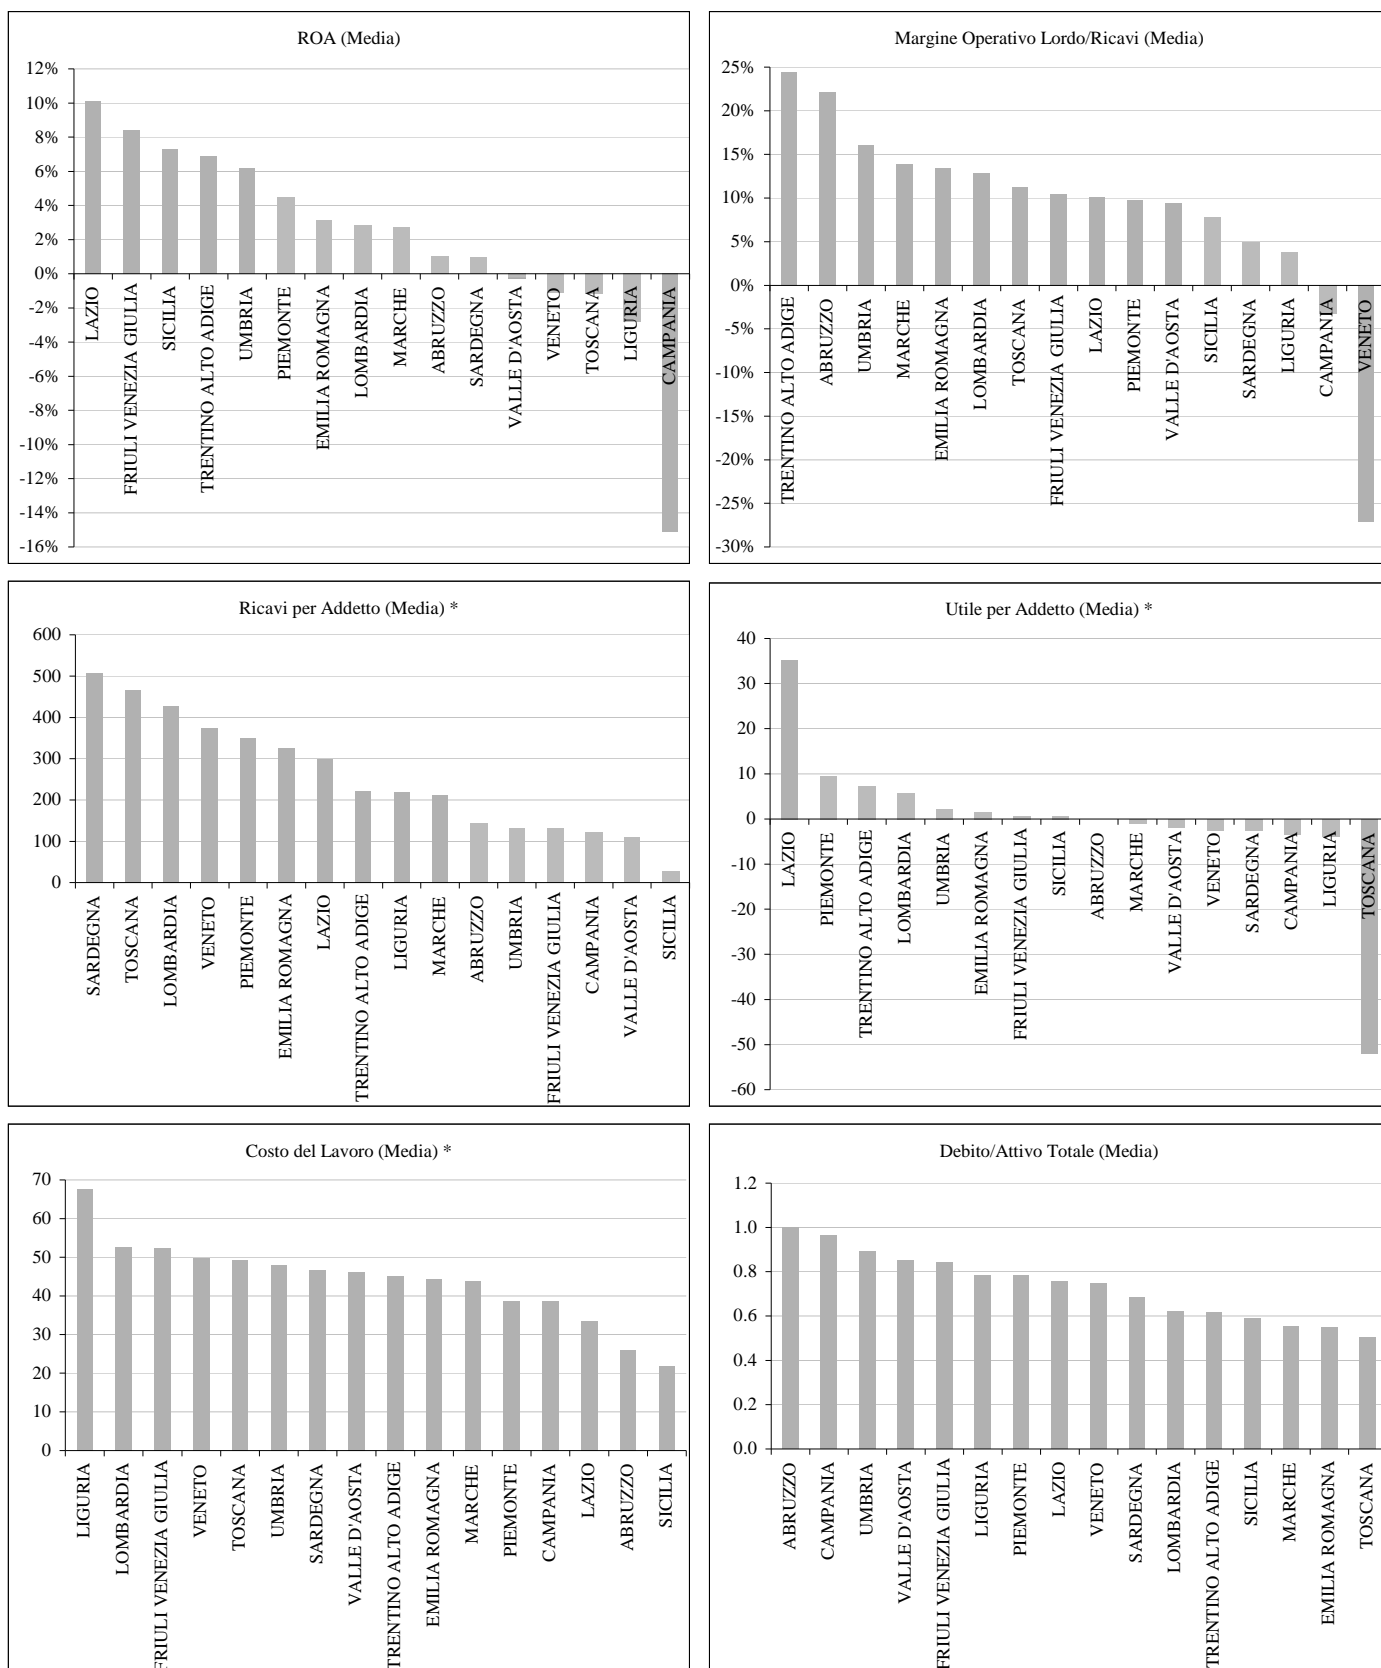 ROA (Media)
12%
10%
8%
6%
4%
2%
0%
-2%
-4%
-6%
-8%
-10%
-12%
-14%
-16%
LAZIO
FRIULI VENEZIA GIULIA
SICILIA
TRENTINO ALTO ADIGE
UMBRIA
PIEMONTE
EMILIA ROMAGNA
LOMBARDIA
MARCHE
ABRUZZO
SARDEGNA
VALLE D'AOSTA
VENETO
TOSCANA
LIGURIA
CAMPANIA
Margine Operativo Lordo/Ricavi (Media)
25%
20%
15%
10%
5%
0%
-5%
-10%
-15%
-20%
-25%
-30%
TRENTINO ALTO ADIGE
ABRUZZO
UMBRIA
MARCHE
EMILIA ROMAGNA
LOMBARDIA
TOSCANA
FRIULI VENEZIA GIULIA
LAZIO
PIEMONTE
VALLE D'AOSTA
SICILIA
SARDEGNA
LIGURIA
CAMPANIA
VENETO
Ricavi per Addetto (Media) *
600
500
400
300
200
100
0
SARDEGNA
TOSCANA
LOMBARDIA
VENETO
PIEMONTE
EMILIA ROMAGNA
LAZIO
TRENTINO ALTO ADIGE
LIGURIA
MARCHE
ABRUZZO
UMBRIA
FRIULI VENEZIA GIULIA
CAMPANIA
VALLE D'AOSTA
SICILIA
Utile per Addetto (Media) *
40
30
20
10
0
-10
-20
-30
-40
-50
-60
LAZIO
PIEMONTE
TRENTINO ALTO ADIGE
LOMBARDIA
UMBRIA
EMILIA ROMAGNA
FRIULI VENEZIA GIULIA
SICILIA
ABRUZZO
MARCHE
VALLE D'AOSTA
VENETO
SARDEGNA
CAMPANIA
LIGURIA
TOSCANA
Costo del Lavoro (Media) *
70
60
50
40
30
20
10
0
LIGURIA
LOMBARDIA
FRIULI VENEZIA GIULIA
VENETO
TOSCANA
UMBRIA
SARDEGNA
VALLE D'AOSTA
TRENTINO ALTO ADIGE
EMILIA ROMAGNA
MARCHE
PIEMONTE
CAMPANIA
LAZIO
ABRUZZO
SICILIA
Debito/Attivo Totale (Media)
1.2
1.0
0.8
0.6
0.4
0.2
0.0
ABRUZZO
CAMPANIA
UMBRIA
VALLE D'AOSTA
FRIULI VENEZIA GIULIA
LIGURIA
PIEMONTE
LAZIO
VENETO
SARDEGNA
LOMBARDIA
TRENTINO ALTO ADIGE
SICILIA
MARCHE
EMILIA ROMAGNA
TOSCANA